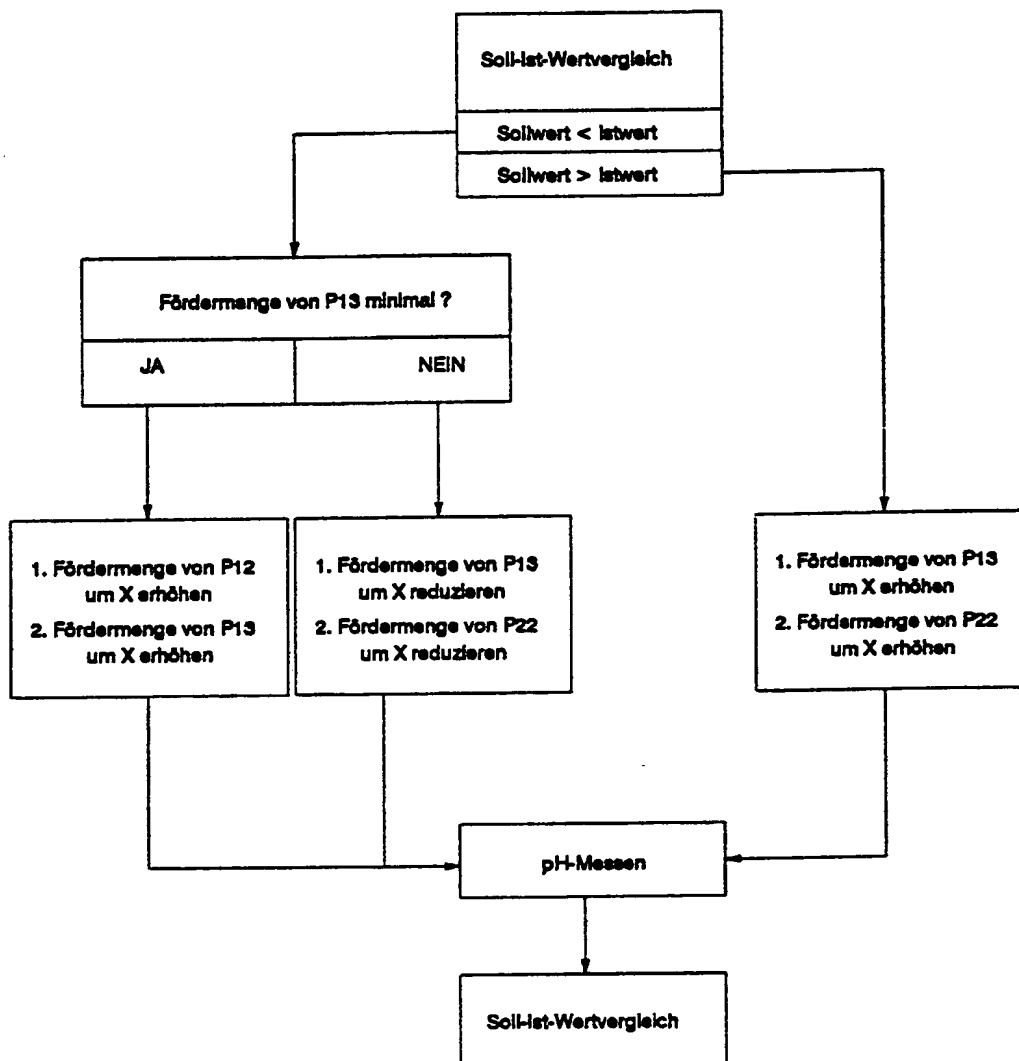 Soll-Ist-Wertvergleich
Sollwert < Istwert
Sollwert > Istwert
Fördermenge von P13 minimal ?
JA
NEIN
1. Fördermenge von P12
um X erhöhen
2. Fördermenge von P13
um X erhöhen
1. Fördermenge von P13
um X reduzieren
2. Fördermenge von P22
um X reduzieren
1. Fördermenge von P13
um X erhöhen
2. Fördermenge von P22
um X erhöhen
pH-Messen
Soll-Ist-Wertvergleich